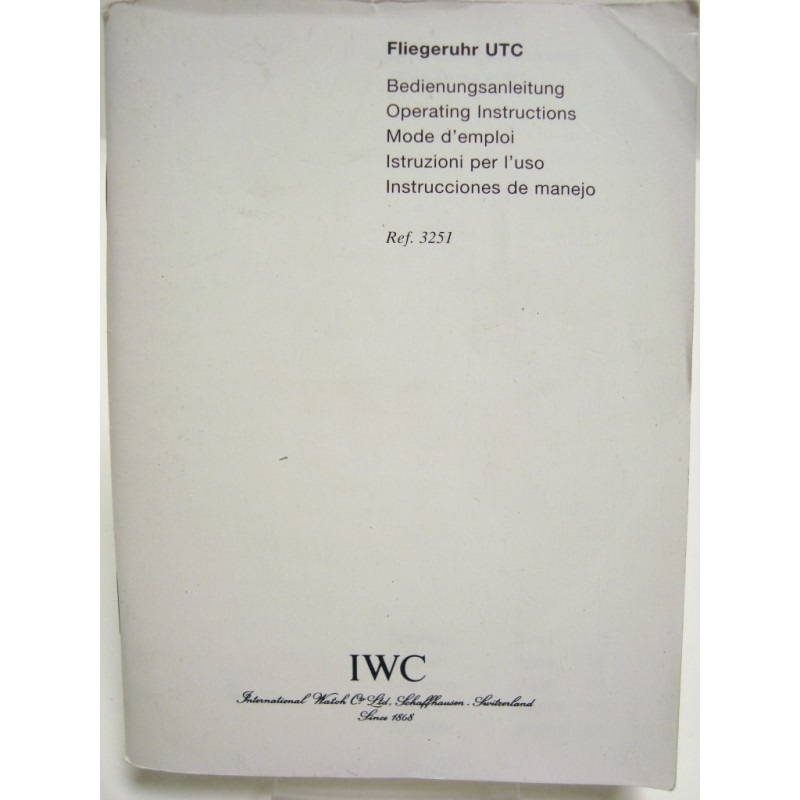 Fliegeruhr UTC
Bedienungsanleitung
Operating Instructions
Mode d'emploi
Istruzioni per l'uso
Instrucciones de manejo
Ref. 3251
IWC
International Watch Co Ltd. Schaffhausen. Switzerland
Since 1868